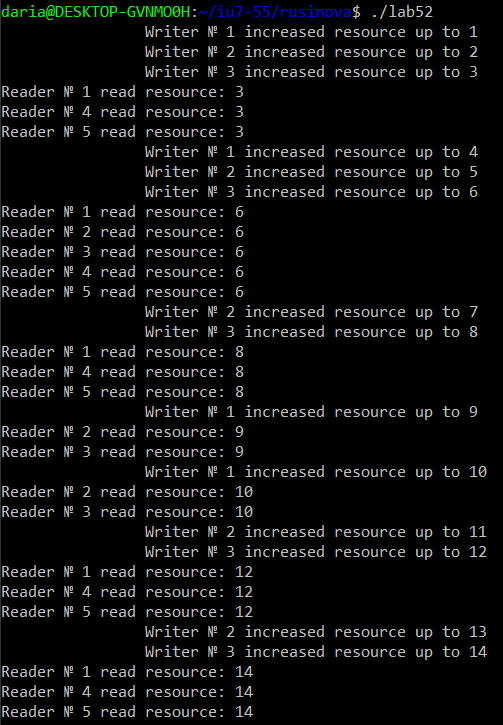 daria@DESKTOP-GVNMO0H:~/iu7-55/rusinova$ ./lab52
Writer № 1 increased resource up to 1
Writer № 2 increased resource up to 2
Writer № 3 increased resource up to 3
Reader № 1 read resource: 3
Reader № 4 read resource: 3
Reader № 5 read resource: 3
Writer № 1 increased resource up to 4
Writer № 2 increased resource up to 5
Writer № 3 increased resource up to 6
Reader № 1 read resource: 6
Reader № 2 read resource: 6
Reader № 3 read resource: 6
Reader № 4 read resource: 6
Reader № 5 read resource: 6
Writer № 2 increased resource up to 7
Writer № 3 increased resource up to 8
Reader № 1 read resource: 8
Reader № 4 read resource: 8
Reader № 5 read resource: 8
Writer № 1 increased resource up to 9
Reader № 2 read resource: 9
Reader № 3 read resource: 9
Writer № 1 increased resource up to 10
Reader № 2 read resource: 10
Reader № 3 read resource: 10
Writer № 2 increased resource up to 11
Writer № 3 increased resource up to 12
Reader № 1 read resource: 12
Reader № 4 read resource: 12
Reader № 5 read resource: 12
Writer № 2 increased resource up to 13
Writer № 3 increased resource up to 14
Reader № 1 read resource: 14
Reader № 4 read resource: 14
Reader № 5 read resource: 14